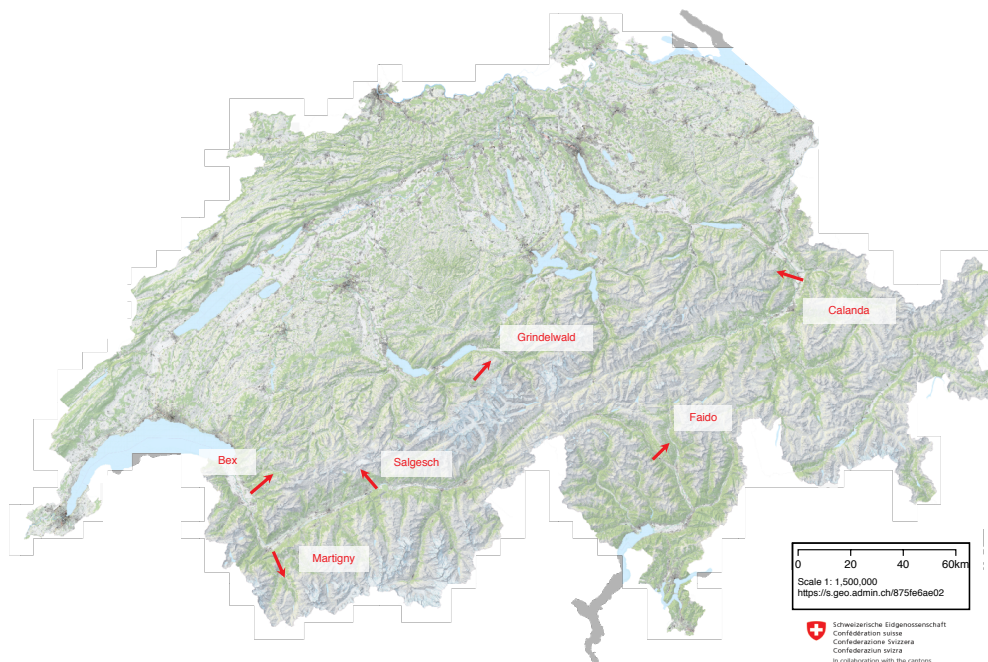 Grindelwald
Calanda
Faido
Bex
Salgesch
Martigny
0 20 40 60km
Scale 1: 1,500,000
https://s.geo.admin.ch/875fe6ae02
Schweizerische Eidgenossenschaft
Confédération suisse
Confederazione Svizzera
Confederaziun svizra
In collaboration with the cantons